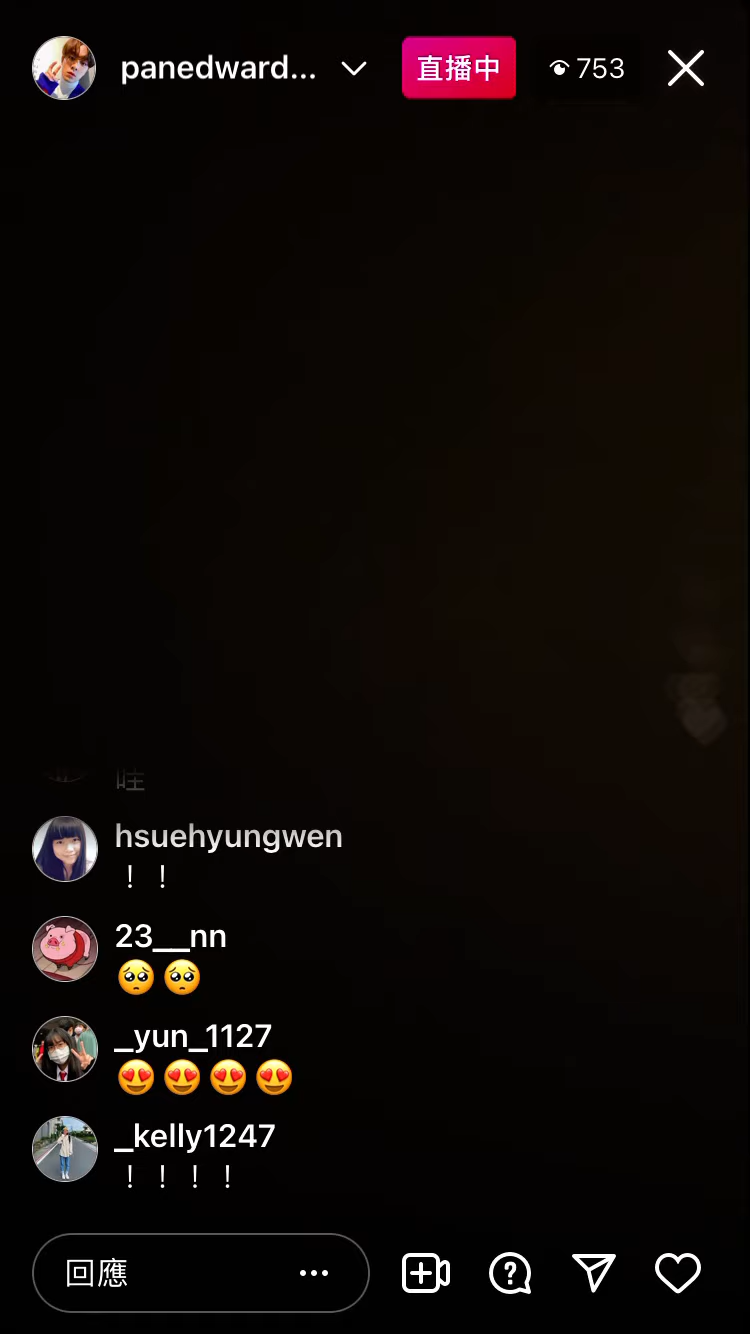 panedward...
直播中
753
哇
hsuehyungwen
！！
23__nn
🥺🥺
_yun_1127
😍😍😍😍
_kelly1247
！！！！
回應